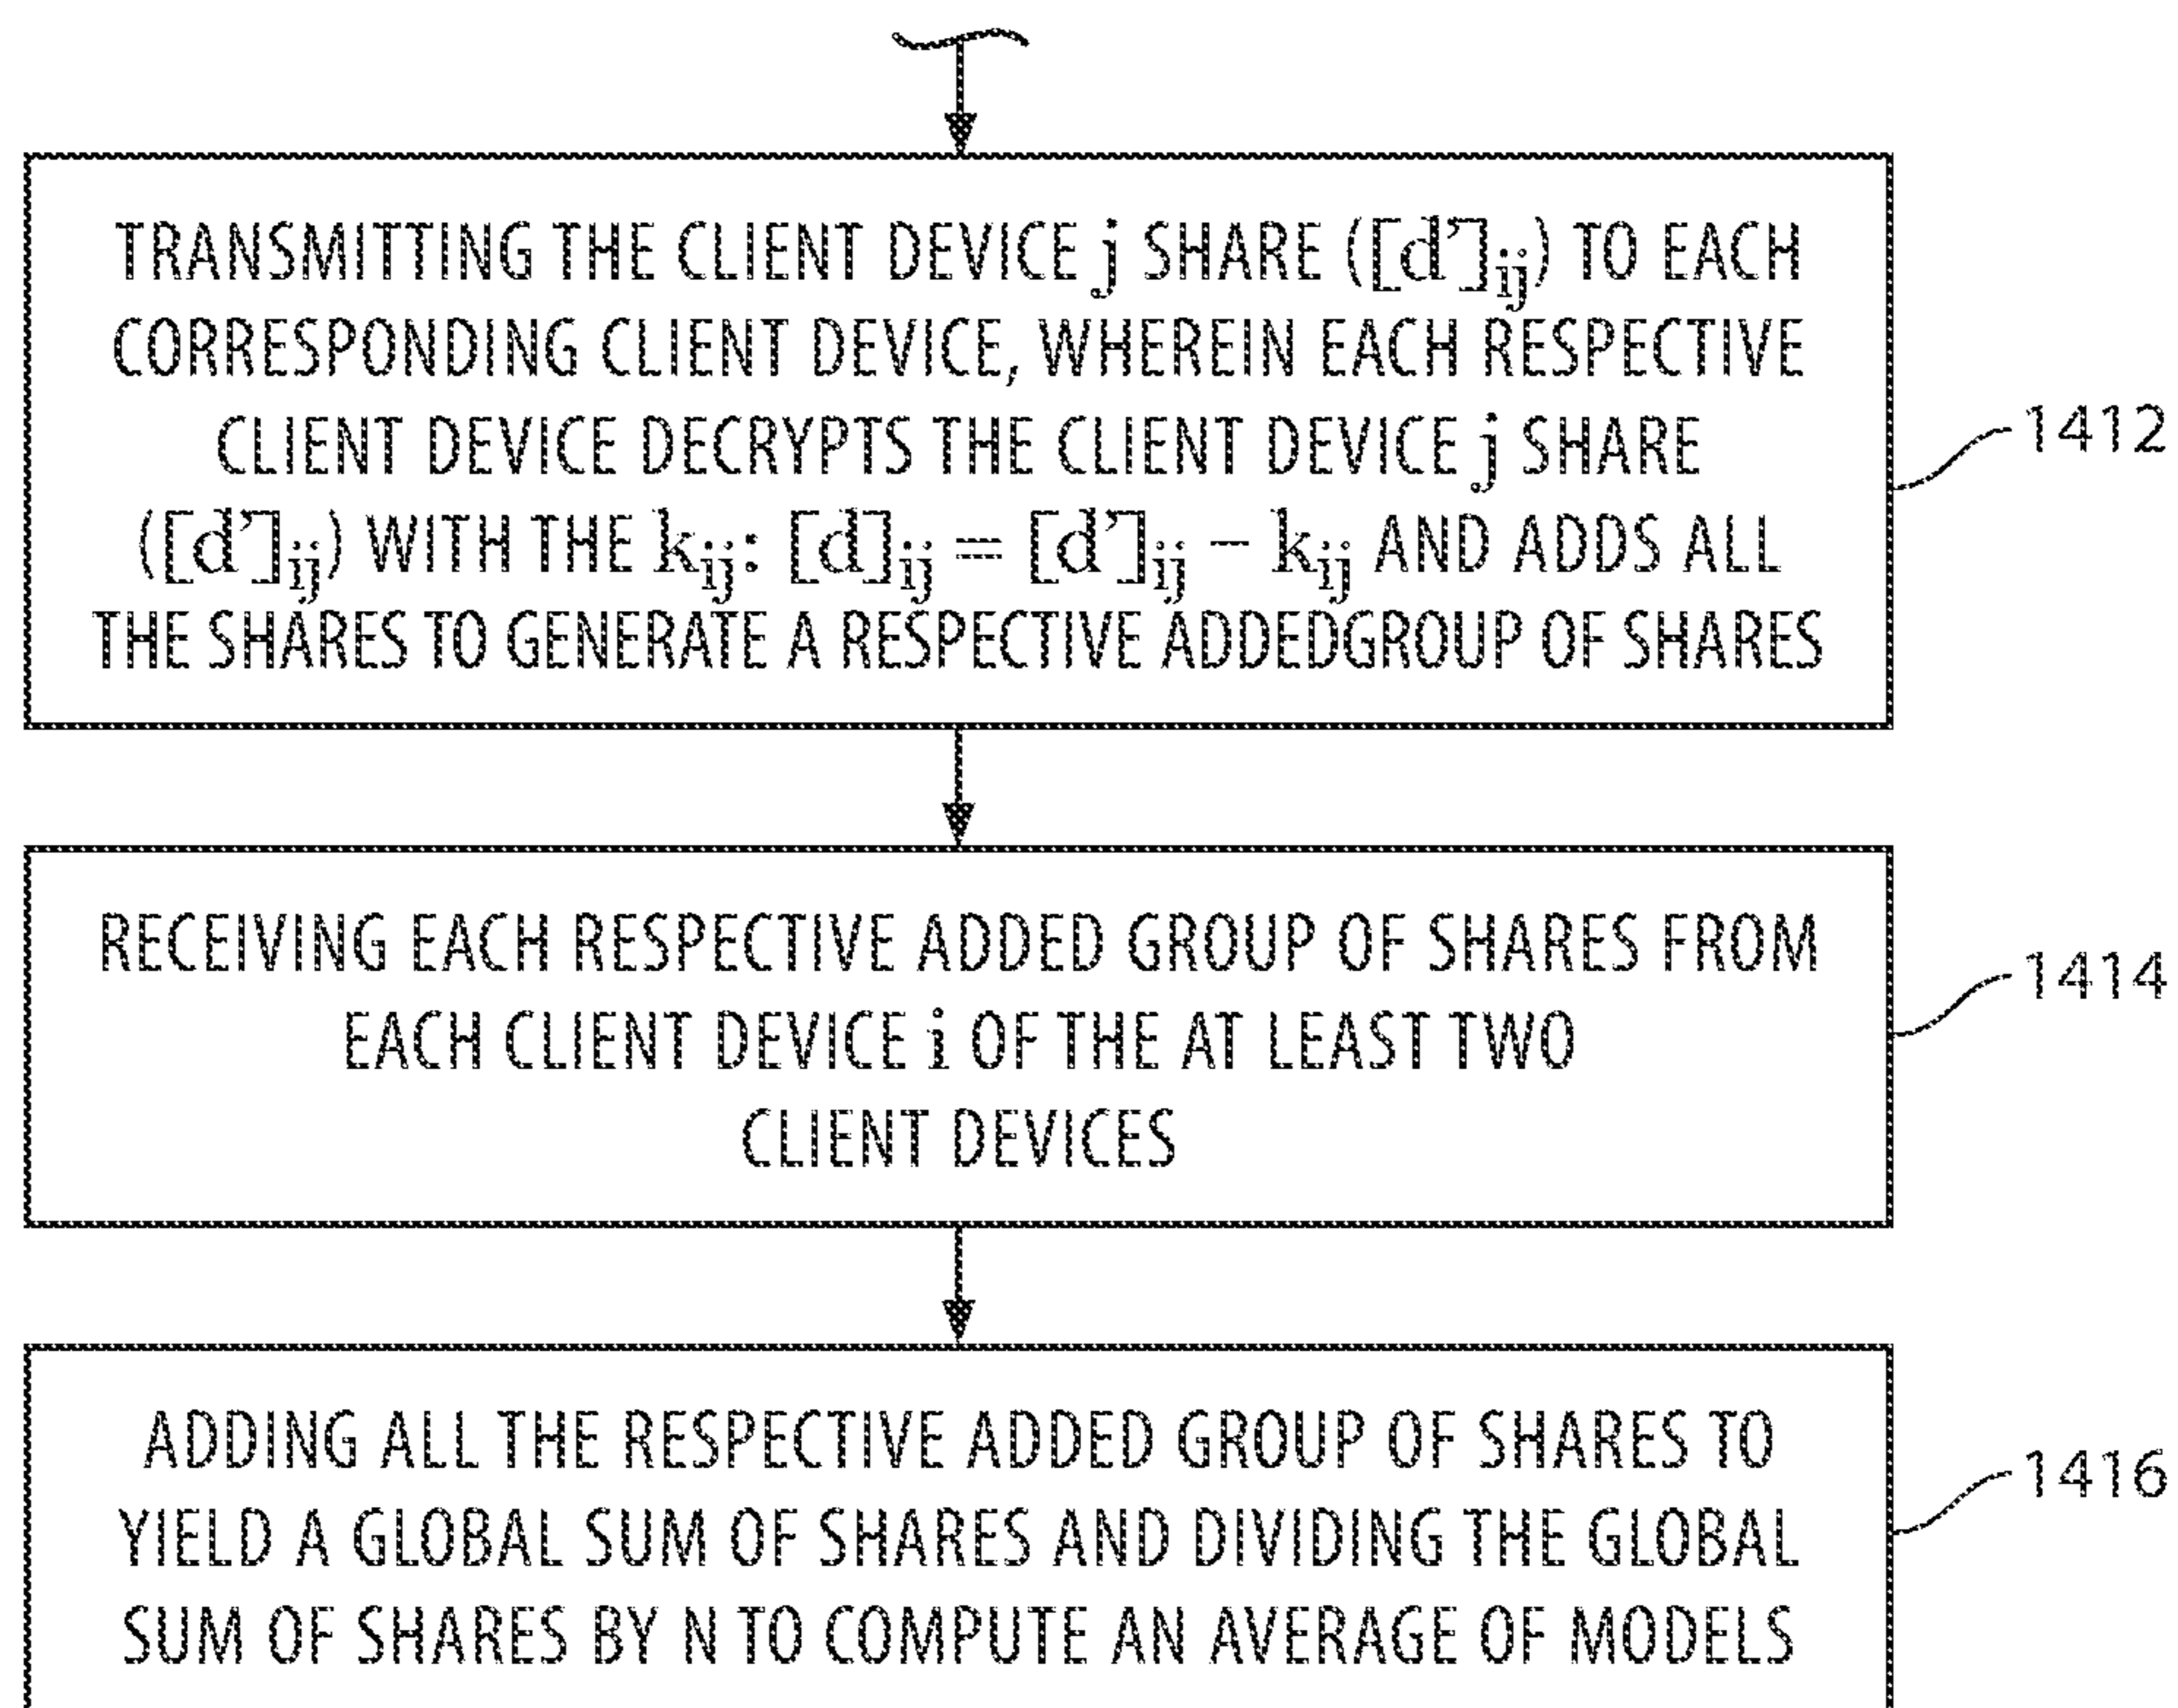 TRANSMITTING THE CLIENT DEVICE j SHARE ([d']ij) TO EACH
CORRESPONDING CLIENT DEVICE, WHEREIN EACH RESPECTIVE
CLIENT DEVICE DECRYPTS THE CLIENT DEVICE j SHARE
([d']ij) WITH THE kij: [d]ij = [d']ij – kij AND ADDS ALL
THE SHARES TO GENERATE A RESPECTIVE ADDEDGROUP OF SHARES
1412
RECEIVING EACH RESPECTIVE ADDED GROUP OF SHARES FROM
EACH CLIENT DEVICE i OF THE AT LEAST TWO
CLIENT DEVICES
1414
ADDING ALL THE RESPECTIVE ADDED GROUP OF SHARES TO
YIELD A GLOBAL SUM OF SHARES AND DIVIDING THE GLOBAL
SUM OF SHARES BY N TO COMPUTE AN AVERAGE OF MODELS
1416